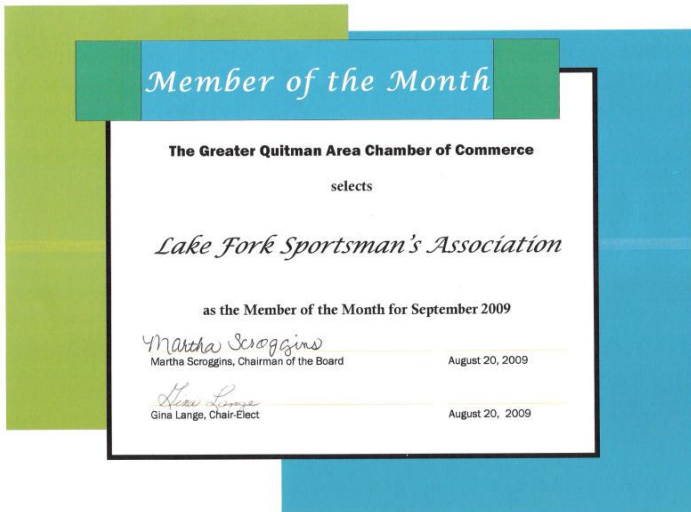 Member of the Month
The Greater Quitman Area Chamber of Commerce
selects
Lake Fork Sportsman's Association
as the Member of the Month for September 2009
Martha Scroggins
Martha Scroggins, Chairman of the Board August 20, 2009
Gina Lange
Gina Lange, Chair-Elect August 20, 2009